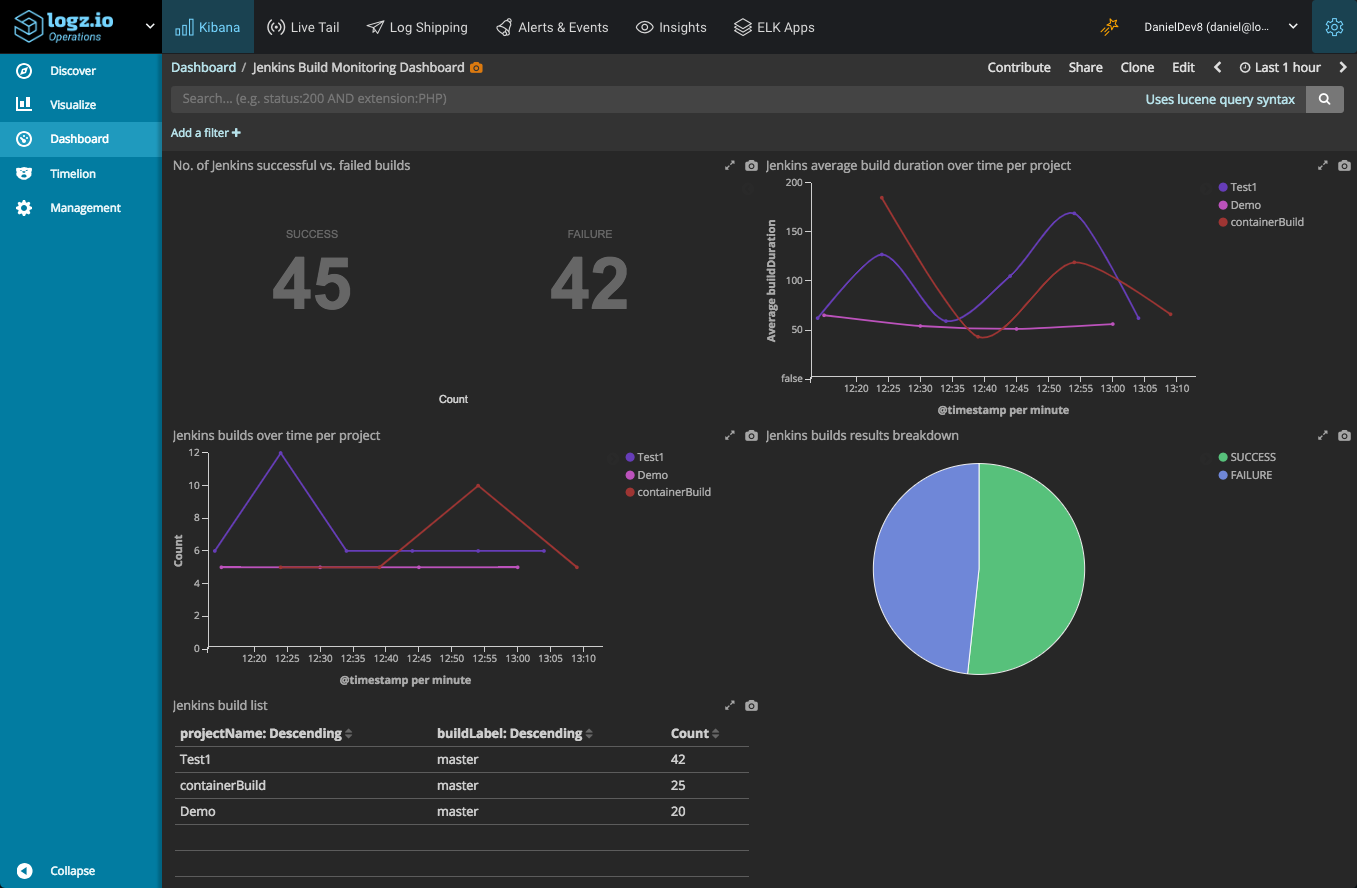 logz.io
Operations
Kibana
Live Tail
Log Shipping
Alerts & Events
Insights
ELK Apps
DanielDev8 (daniel@lo...
Discover
Visualize
Dashboard
Timelion
Management
Collapse
Dashboard / Jenkins Build Monitoring Dashboard
Contribute Share Clone Edit Last 1 hour
Search... (e.g. status:200 AND extension:PHP)
Uses lucene query syntax
Add a filter +
No. of Jenkins successful vs. failed builds
SUCCESS
45
FAILURE
42
Count
Jenkins average build duration over time per project
200
150
100
50
false
Average buildDuration
12:20 12:25 12:30 12:35 12:40 12:45 12:50 12:55 13:00 13:05 13:10
@timestamp per minute
Test1
Demo
containerBuild
Jenkins builds over time per project
12
10
8
6
4
2
0
Count
12:20 12:25 12:30 12:35 12:40 12:45 12:50 12:55 13:00 13:05 13:10
@timestamp per minute
Test1
Demo
containerBuild
Jenkins builds results breakdown
SUCCESS
FAILURE
Jenkins build list
projectName: Descending buildLabel: Descending Count
Test1 master 42
containerBuild master 25
Demo master 20